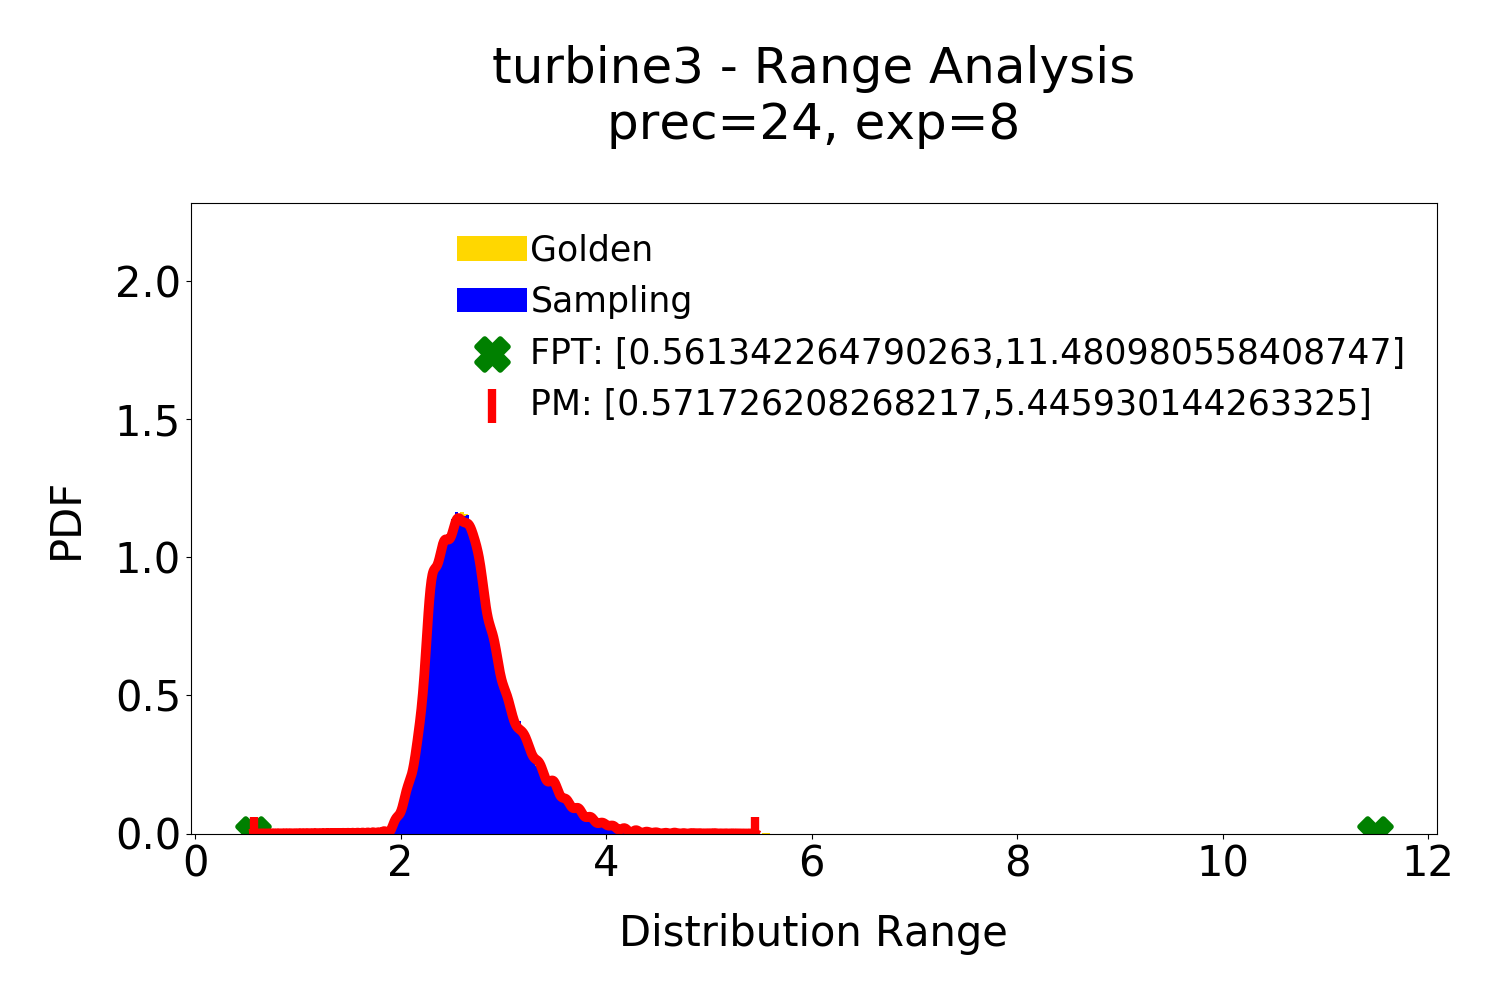 turbine3 - Range Analysis
prec=24, exp=8
Golden
Sampling
FPT: [0.561342264790263,11.480980558408747]
PM: [0.571726208268217,5.445930144263325]
2.0
1.5
1.0
0.5
0.0
PDF
0 2 4 6 8 10 12
Distribution Range